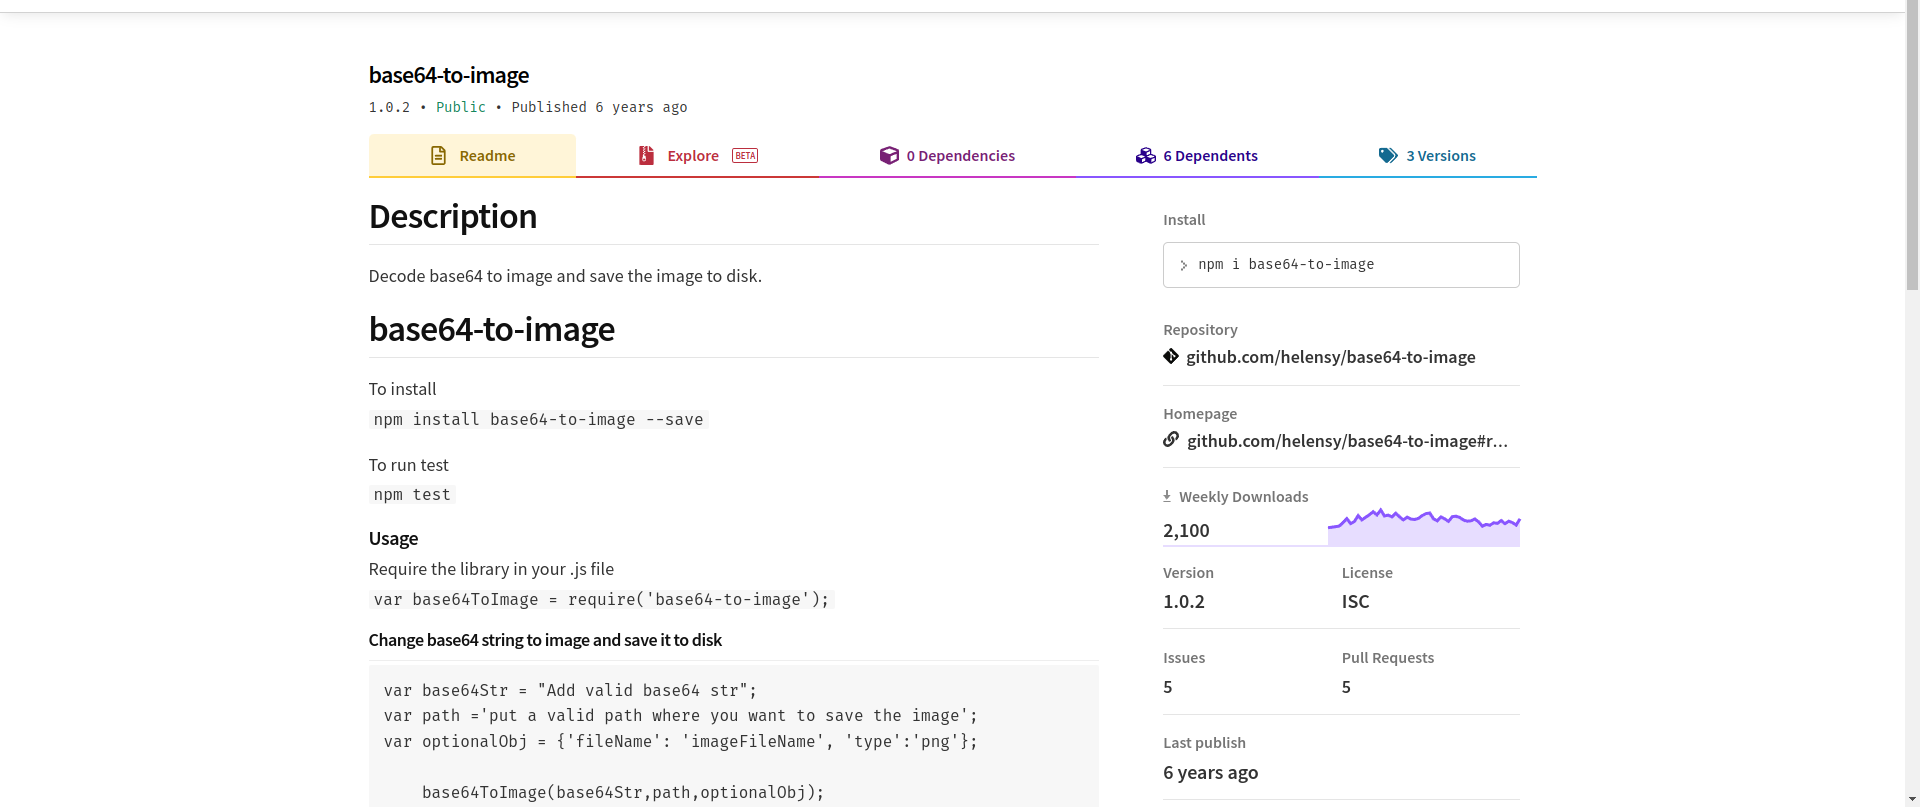 base64-to-image
1.0.2 • Public • Published 6 years ago
Readme
Explore BETA
0 Dependencies
6 Dependents
3 Versions
Description
Decode base64 to image and save the image to disk.
base64-to-image
To install
npm install base64-to-image --save
To run test
npm test
Usage
Require the library in your .js file
var base64ToImage = require('base64-to-image');
Change base64 string to image and save it to disk
var base64Str = "Add valid base64 str";
var path ='put a valid path where you want to save the image';
var optionalObj = {'fileName': 'imageFileName', 'type':'png'};
base64ToImage(base64Str,path,optionalObj);
Install
npm i base64-to-image
Repository
github.com/helensy/base64-to-image
Homepage
github.com/helensy/base64-to-image#r...
Weekly Downloads
2,100
Version
License
1.0.2
ISC
Issues
Pull Requests
5
5
Last publish
6 years ago